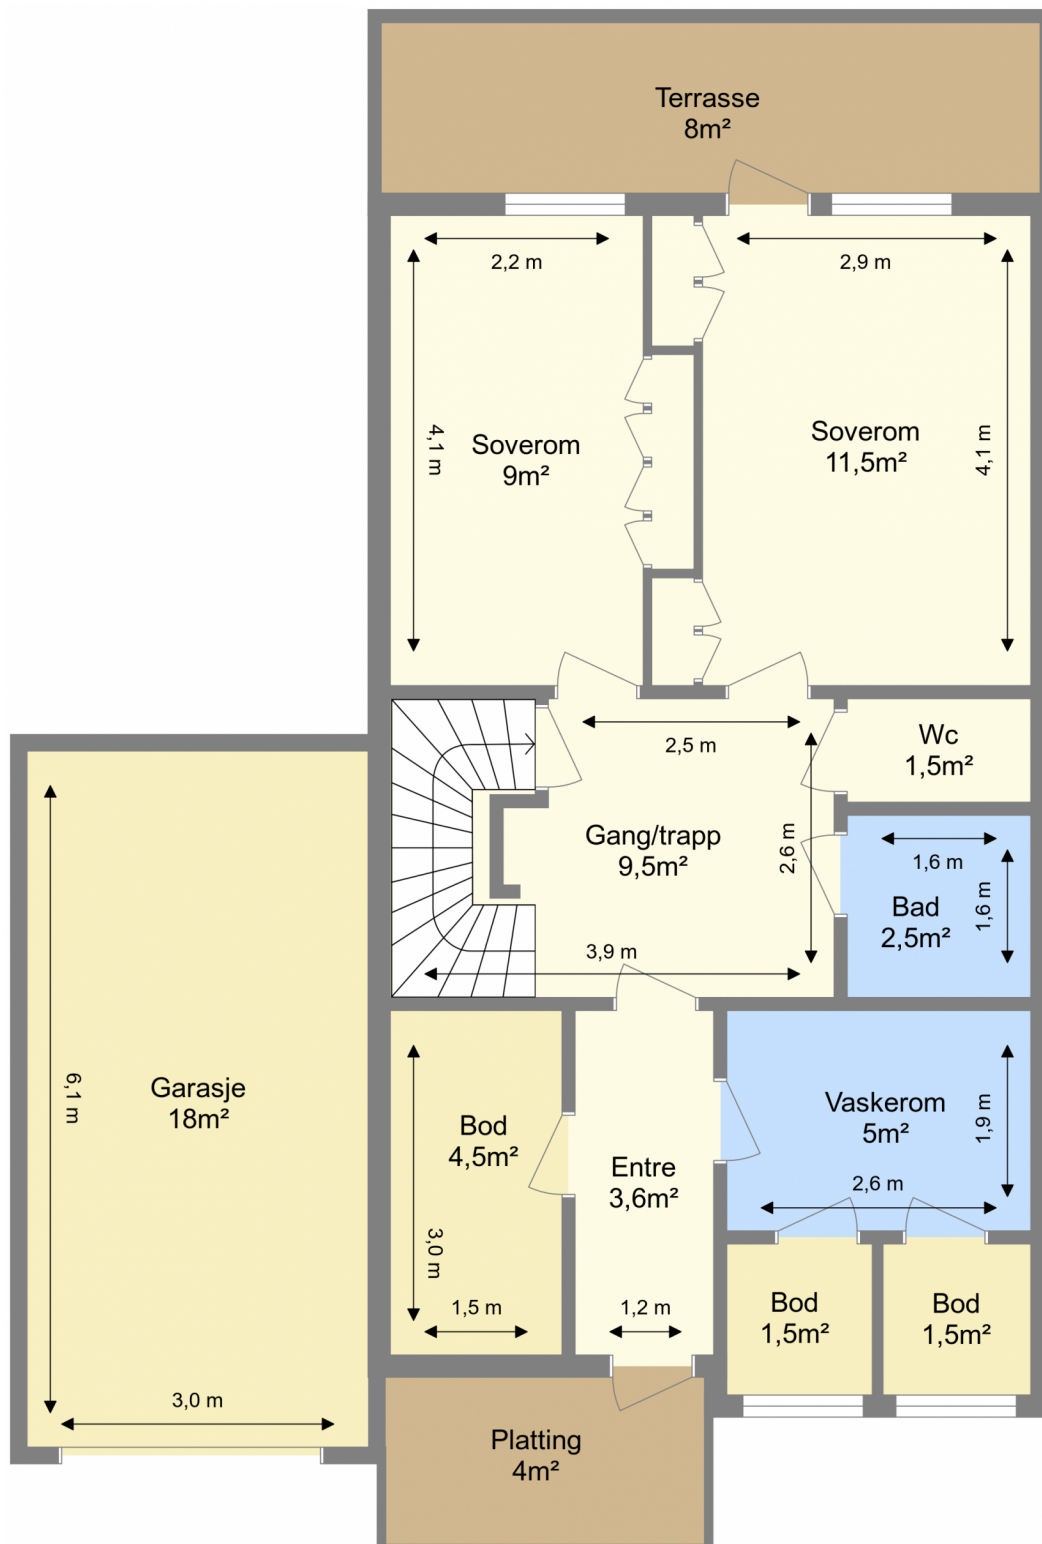 Terrasse
8m²
2,2 m
2,9 m
4,1 m
Soverom
9m²
Soverom
11,5m²
4,1 m
2,5 m
Wc
1,5m²
Gang/trapp
9,5m²
2,6 m
1,6 m
1,6 m
Bad
2,5m²
3,9 m
6,1 m
Garasje
18m²
Bod
4,5m²
3,0 m
1,5 m
Entre
3,6m²
1,2 m
Vaskerom
5m²
1,9 m
2,6 m
Bod
1,5m²
Bod
1,5m²
3,0 m
Platting
4m²